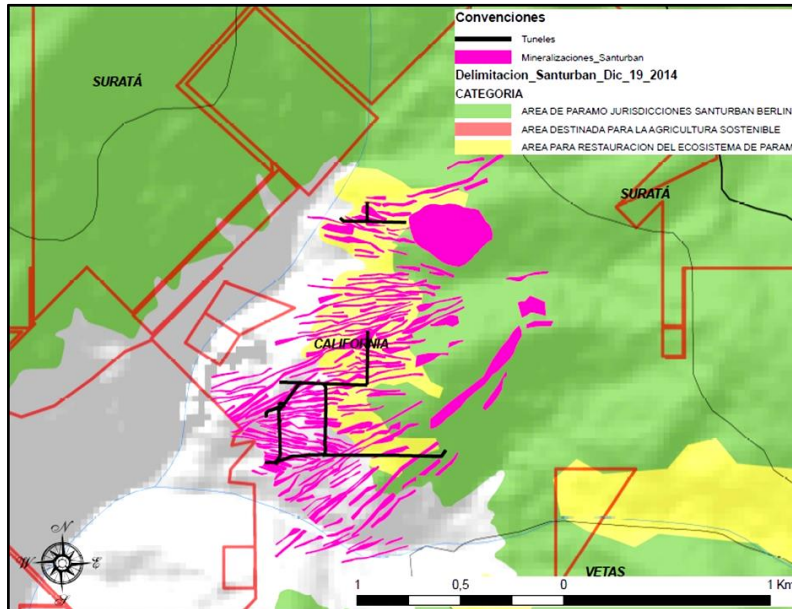 Convenciones
Tuneles
Mineralizaciones_Santurban
Delimitacion_Santurban_Dic_19_2014
CATEGORIA
AREA DE PARAMO JURISDICCIONES SANTURBAN BERLIN
AREA DESTINADA PARA LA AGRICULTURA SOSTENIBLE
AREA PARA RESTAURACION DEL ECOSISTEMA DE PARAM
SURATÁ
SURATÁ
CALIFORNIA
VETAS
N
W E
S
1 0,5 0 1 Km